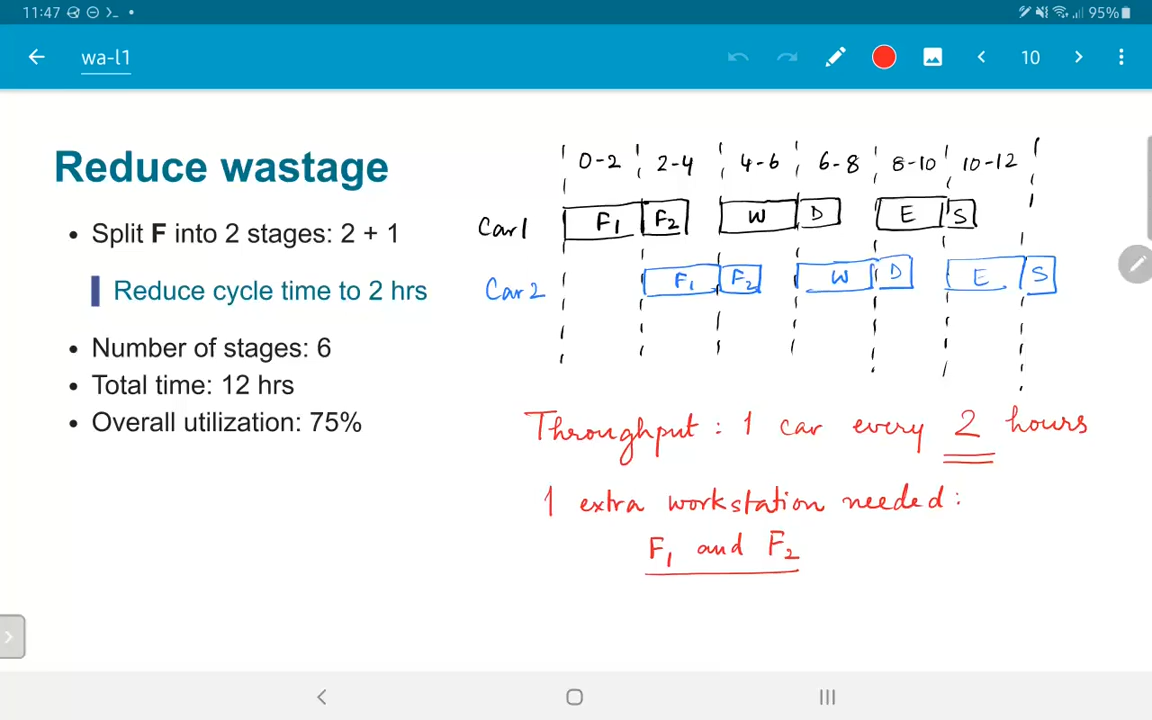 11:47 95%
wa-l1 10
Reduce wastage
• Split F into 2 stages: 2 + 1
Reduce cycle time to 2 hrs
• Number of stages: 6
• Total time: 12 hrs
• Overall utilization: 75%
0-2 2-4 4-6 6-8 8-10 10-12
Car1 F1 F2 W D E S
Car 2 F1 F2 W D E S
Throughput: 1 car every 2 hours
1 extra workstation needed:
F1 and F2